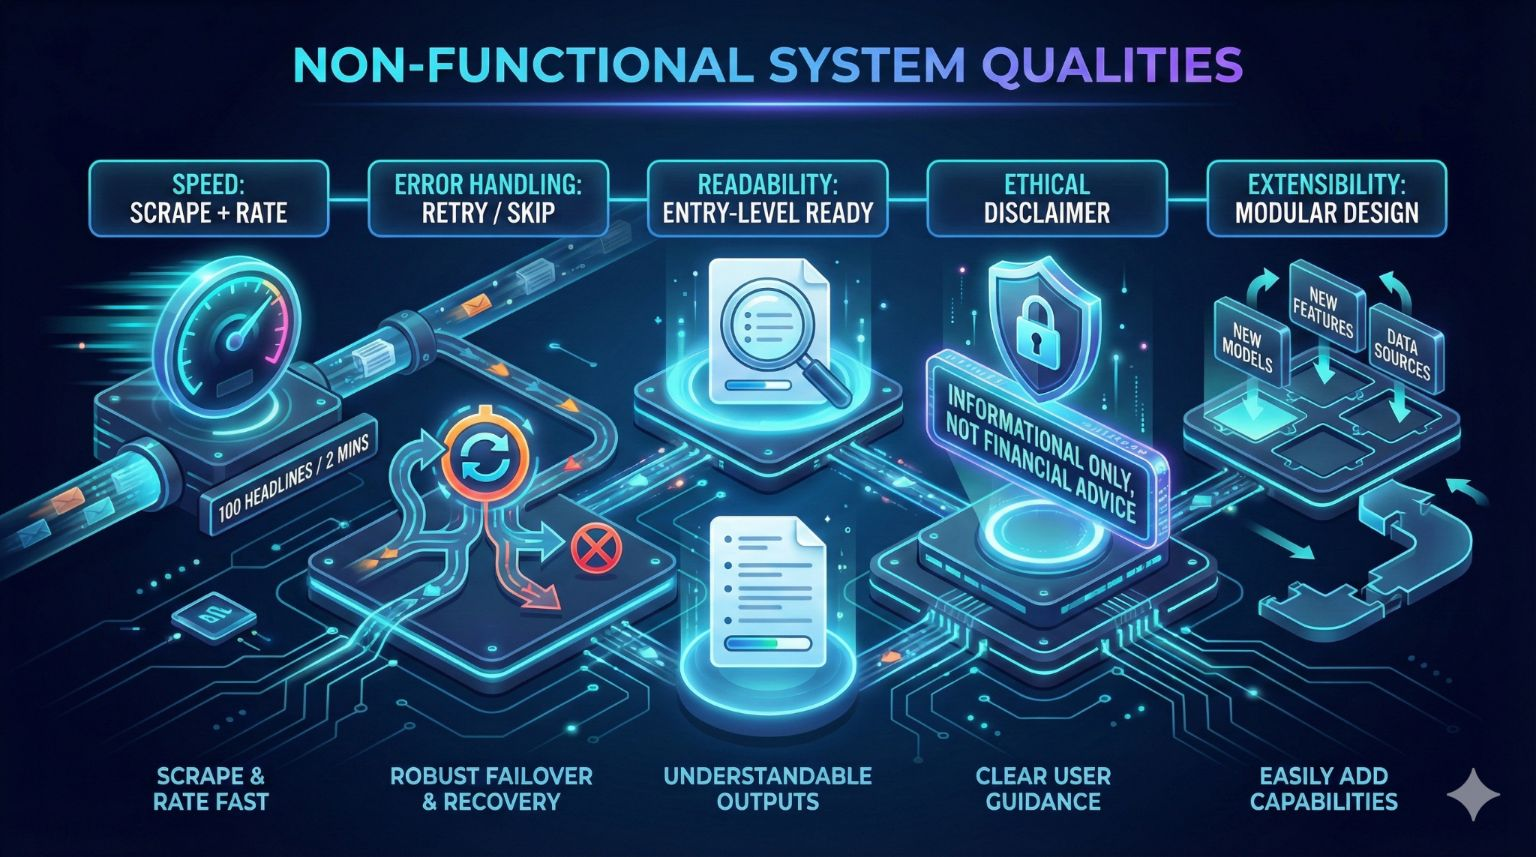 NON-FUNCTIONAL SYSTEM QUALITIES
SPEED:
SCRAPE + RATE
ERROR HANDLING:
RETRY / SKIP
READABILITY:
ENTRY-LEVEL READY
ETHICAL
DISCLAIMER
EXTENSIBILITY:
MODULAR DESIGN
100 HEADLINES / 2 MINS
INFORMATIONAL ONLY,
NOT FINANCIAL ADVICE
NEW
MODELS
NEW
FEATURES
DATA
SOURCES
SCRAPE &
RATE FAST
ROBUST FAILOVER
& RECOVERY
UNDERSTANDABLE
OUTPUTS
CLEAR USER
GUIDANCE
EASILY ADD
CAPABILITIES